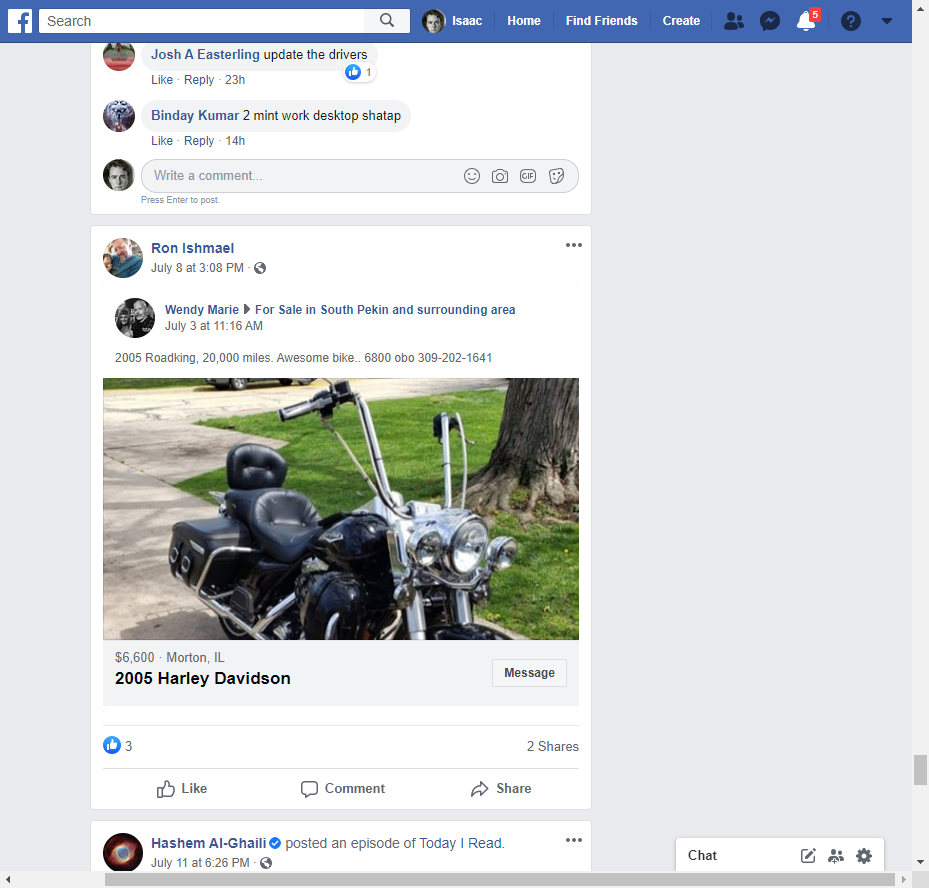 f Search Isaac Home Find Friends Create 5
Josh A Easterling update the drivers
1
Like · Reply · 23h
Binday Kumar 2 mint work desktop shatap
Like · Reply · 14h
Write a comment... GIF
Press Enter to post.
Ron Ishmael
July 8 at 3:08 PM ·
Wendy Marie For Sale in South Pekin and surrounding area
July 3 at 11:16 AM
2005 Roadking, 20,000 miles. Awesome bike.. 6800 obo 309-202-1641
$6,600 · Morton, IL
2005 Harley Davidson
Message
3 2 Shares
Like Comment Share
Hashem Al-Ghaili posted an episode of Today I Read.
July 11 at 6:26 PM ·
Chat